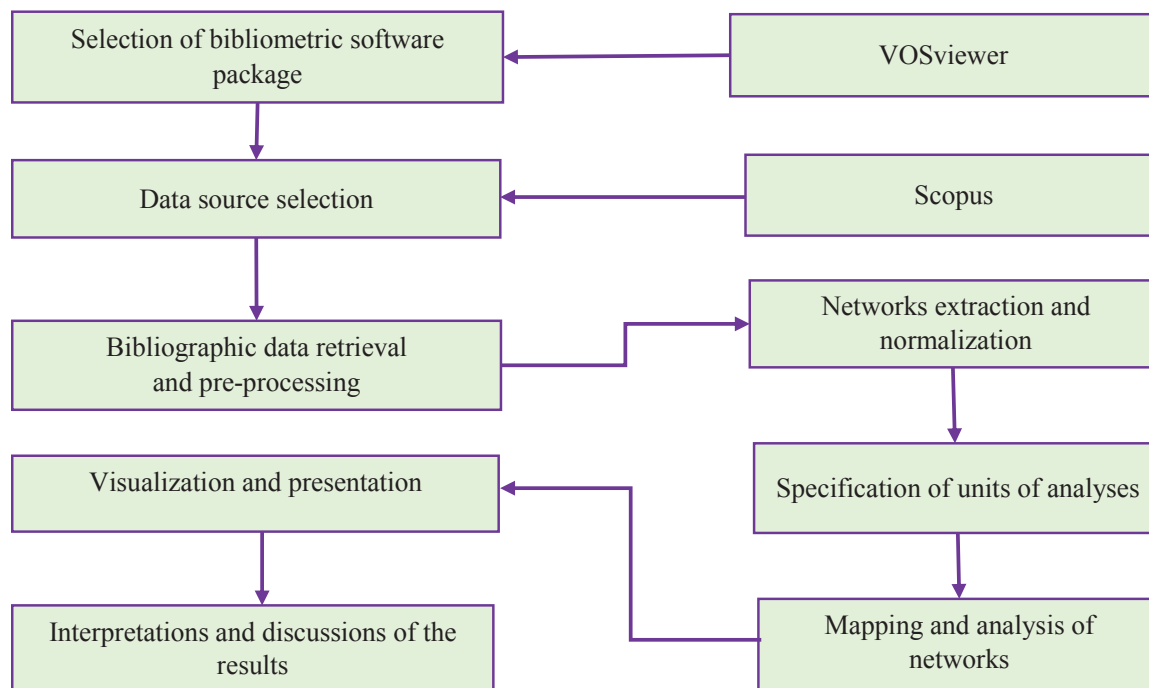 Selection of bibliometric software
package
VOSviewer
Data source selection
Scopus
Bibliographic data retrieval
and pre-processing
Networks extraction and
normalization
Specification of units of analyses
Mapping and analysis of
networks
Visualization and presentation
Interpretations and discussions of the
results